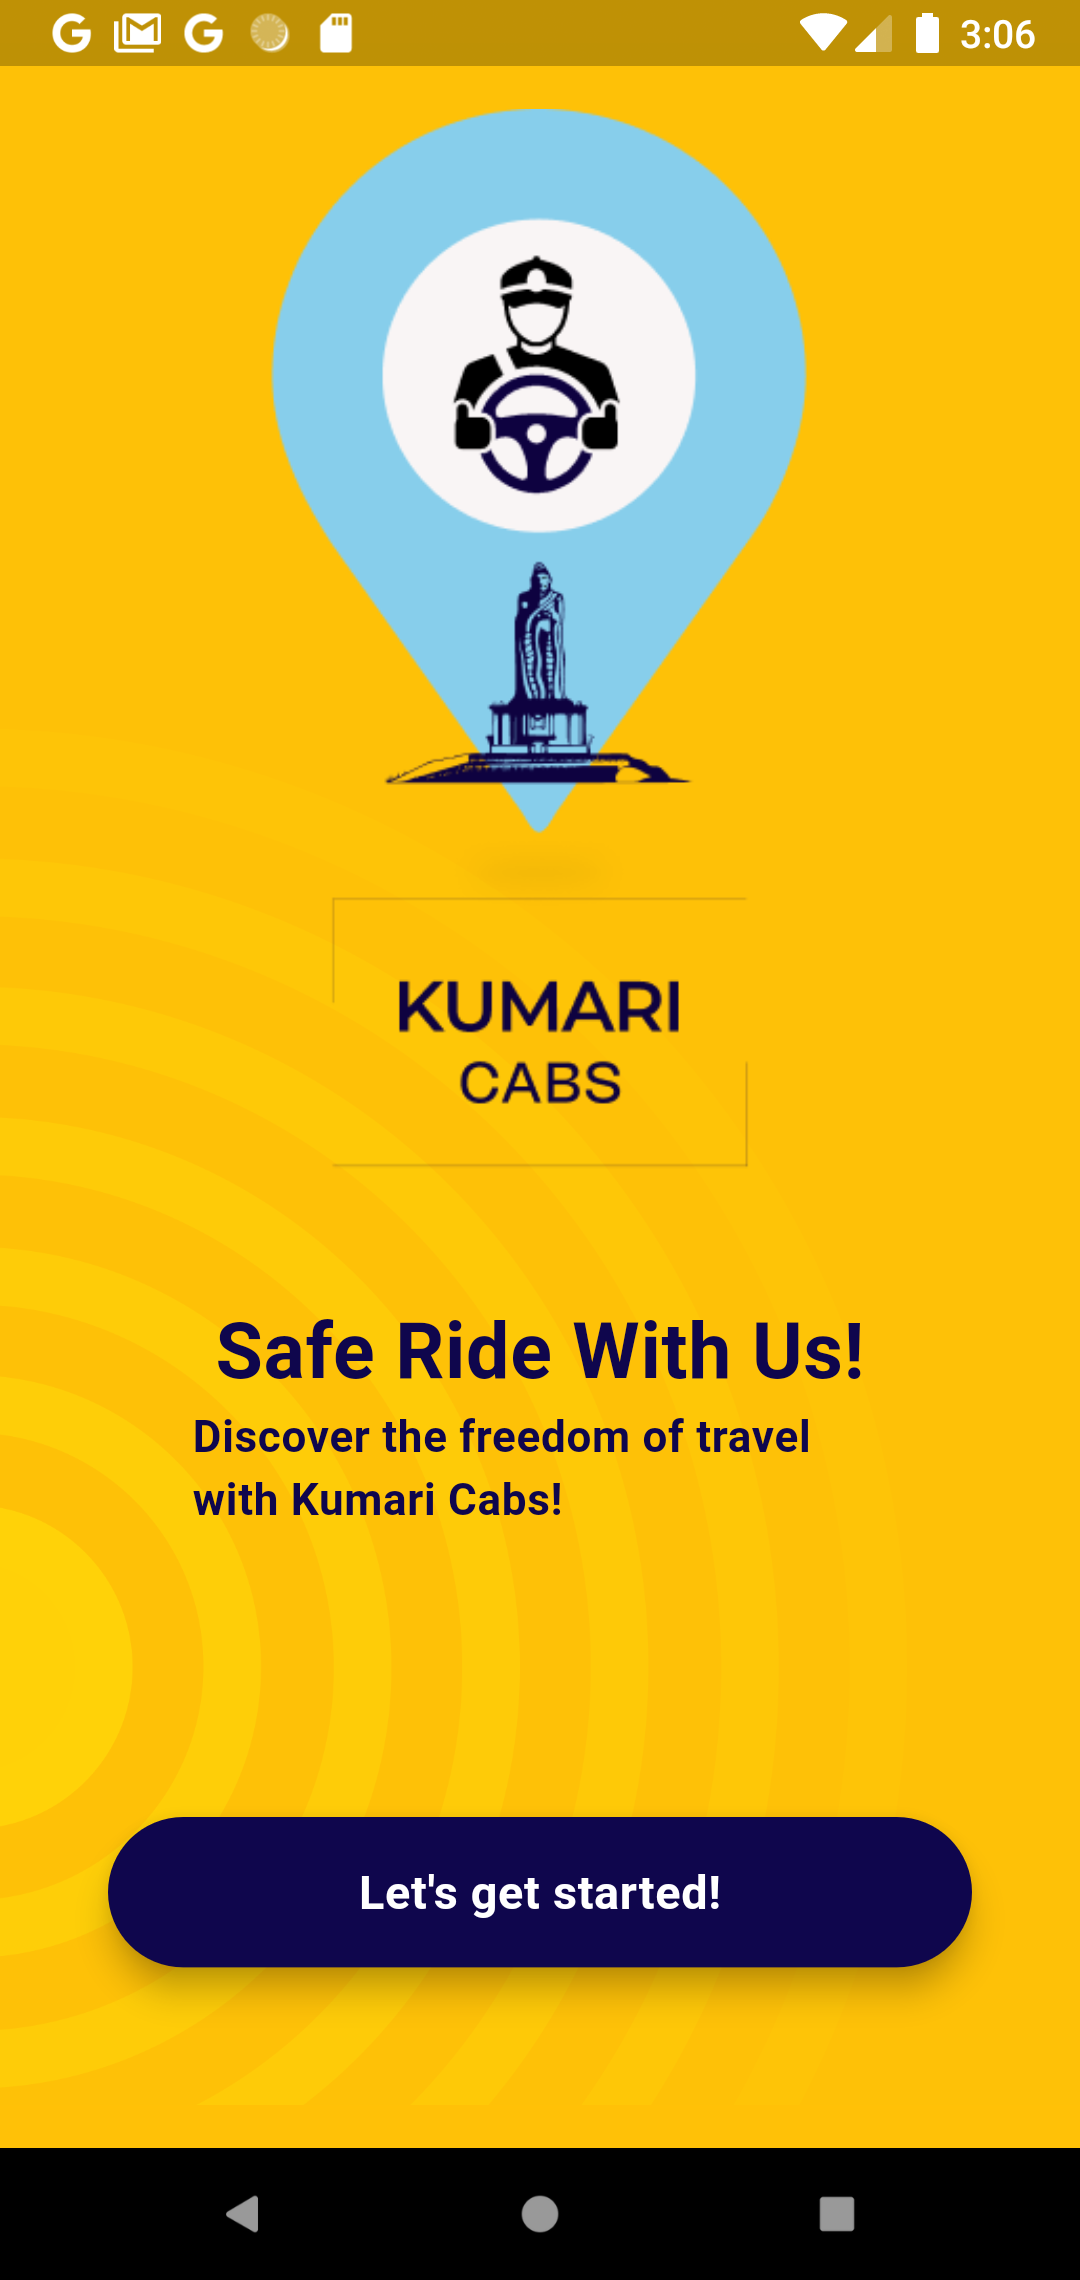 3:06
KUMARI
CABS
Safe Ride With Us!
Discover the freedom of travel
with Kumari Cabs!
Let's get started!